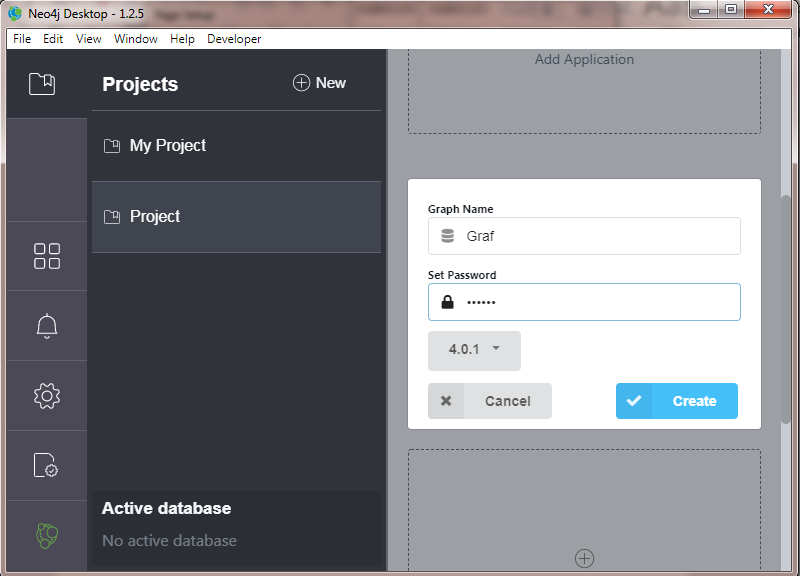 Neo4j Desktop - 1.2.5
File Edit View Window Help Developer
Projects
New
My Project
Project
Active database
No active database
Add Application
Graph Name
Graf
Set Password
••••••
4.0.1
Cancel
Create